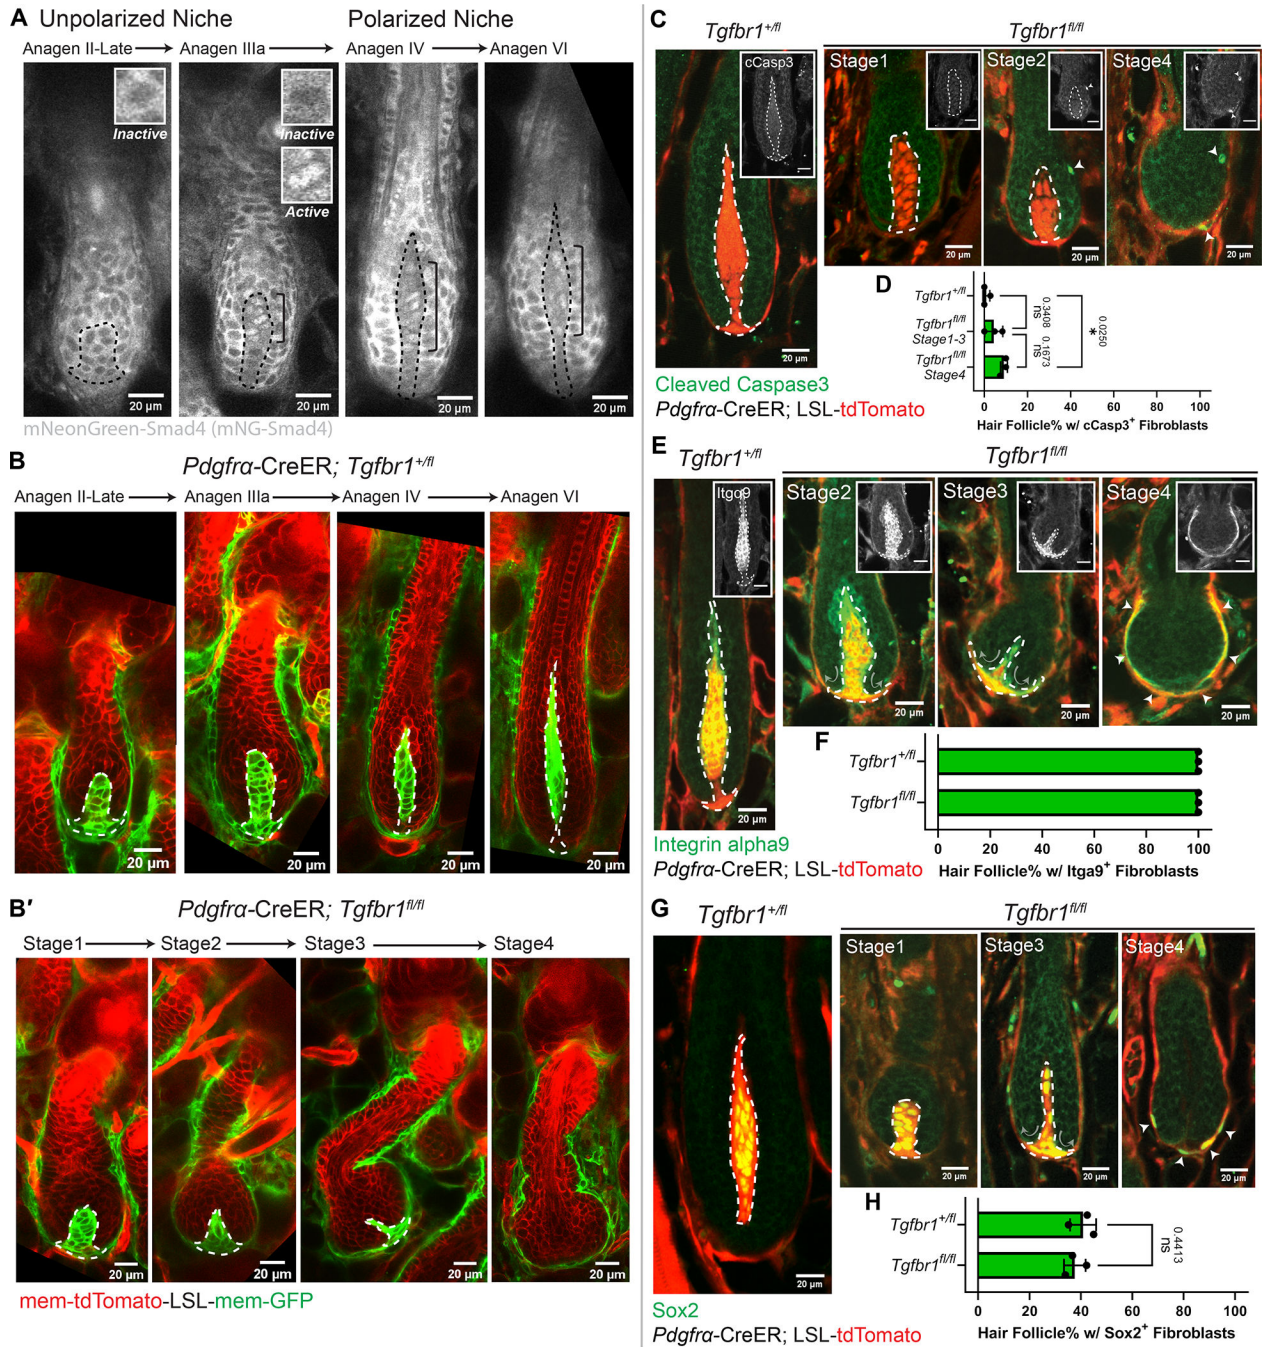 A
Unpolarized Niche
Polarized Niche
Anagen II-Late
Anagen IIIa
Anagen IV
Anagen VI
Inactive
Inactive
Active
20 µm
20 µm
20 µm
20 µm
mNeonGreen-Smad4 (mNG-Smad4)
B
Pdgfrα-CreER; Tgfbr1+/fl
Anagen II-Late
Anagen IIIa
Anagen IV
Anagen VI
20 µm
20 µm
20 µm
20 µm
B′
Pdgfrα-CreER; Tgfbr1fl/fl
Stage1
Stage2
Stage3
Stage4
20 µm
20 µm
20 µm
20 µm
mem-tdTomato-LSL-mem-GFP
C
Tgfbr1+/fl
Tgfbr1fl/fl
cCasp3
Stage1
Stage2
Stage4
20 µm
20 µm
20 µm
20 µm
Cleaved Caspase3
Pdgfrα-CreER; LSL-tdTomato
D
Tgfbr1+/fl
Tgfbr1fl/fl
Stage1-3
Tgfbr1fl/fl
Stage4
0.3408
ns
0.1673
ns
0.0250
*
0 20 40 60 80 100
Hair Follicle% w/ cCasp3+ Fibroblasts
E
Tgfbr1+/fl
Tgfbr1fl/fl
Itgα9
Stage2
Stage3
Stage4
20 µm
20 µm
20 µm
20 µm
Integrin alpha9
Pdgfrα-CreER; LSL-tdTomato
F
Tgfbr1+/fl
Tgfbr1fl/fl
0 20 40 60 80 100
Hair Follicle% w/ Itga9+ Fibroblasts
G
Tgfbr1+/fl
Tgfbr1fl/fl
Stage1
Stage3
Stage4
20 µm
20 µm
20 µm
20 µm
Sox2
Pdgfrα-CreER; LSL-tdTomato
H
Tgfbr1+/fl
Tgfbr1fl/fl
0.4413
ns
0 20 40 60 80 100
Hair Follicle% w/ Sox2+ Fibroblasts